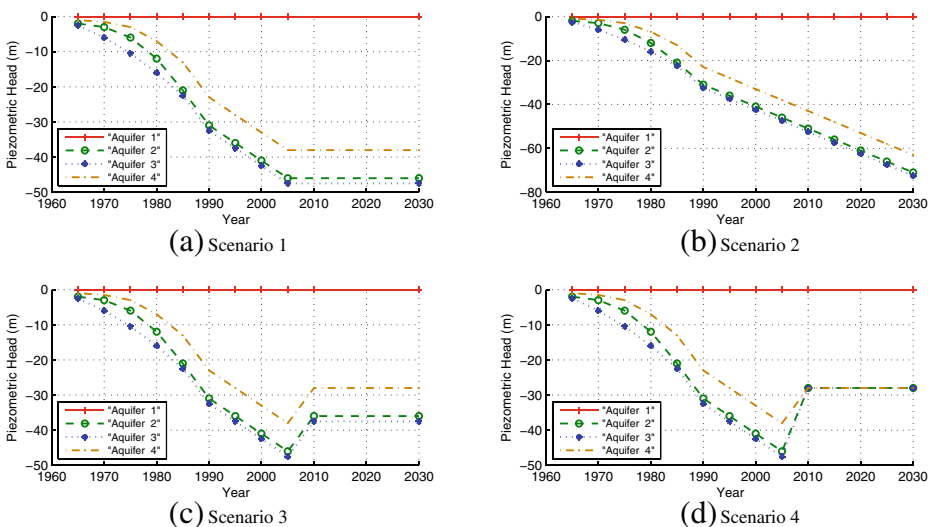 0
−10
−20
−30
−40
−50
Piezometric Head (m)
"Aquifer 1"
"Aquifer 2"
"Aquifer 3"
"Aquifer 4"
1960 1970 1980 1990 2000 2010 2020 2030
Year
(a) Scenario 1
0
−20
−40
−60
−80
Piezometric Head (m)
"Aquifer 1"
"Aquifer 2"
"Aquifer 3"
"Aquifer 4"
1960 1970 1980 1990 2000 2010 2020 2030
Year
(b) Scenario 2
0
−10
−20
−30
−40
−50
Piezometric Head (m)
"Aquifer 1"
"Aquifer 2"
"Aquifer 3"
"Aquifer 4"
1960 1970 1980 1990 2000 2010 2020 2030
Year
(c) Scenario 3
0
−10
−20
−30
−40
−50
Piezometric Head (m)
"Aquifer 1"
"Aquifer 2"
"Aquifer 3"
"Aquifer 4"
1960 1970 1980 1990 2000 2010 2020 2030
Year
(d) Scenario 4